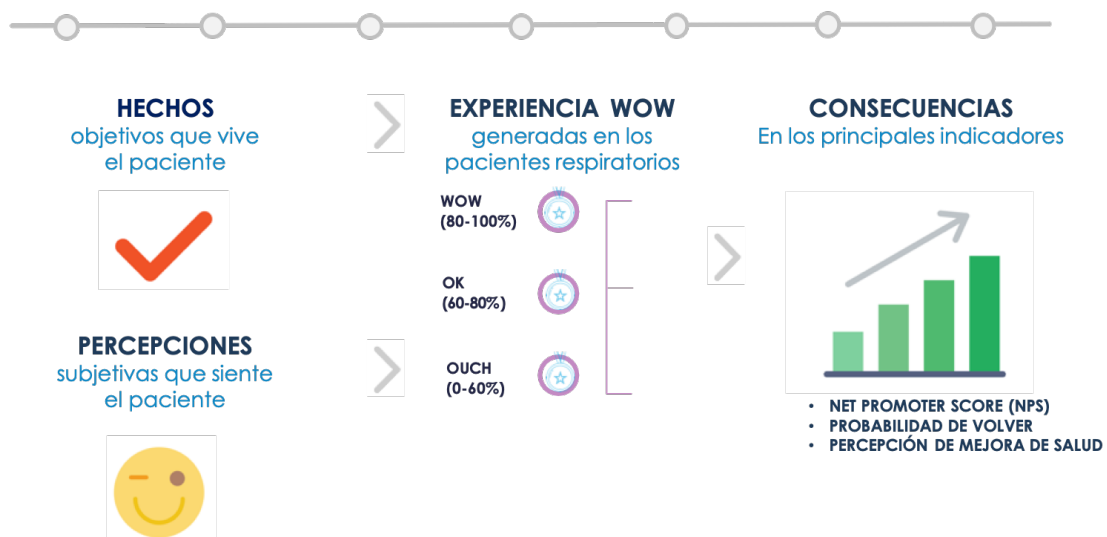 HECHOS
objetivos que vive
el paciente
PERCEPCIONES
subjetivas que siente
el paciente
EXPERIENCIA WOW
generadas en los
pacientes respiratorios
WOW
(80-100%)
OK
(60-80%)
OUCH
(0-60%)
CONSECUENCIAS
En los principales indicadores
• NET PROMOTER SCORE (NPS)
• PROBABILIDAD DE VOLVER
• PERCEPCIÓN DE MEJORA DE SALUD